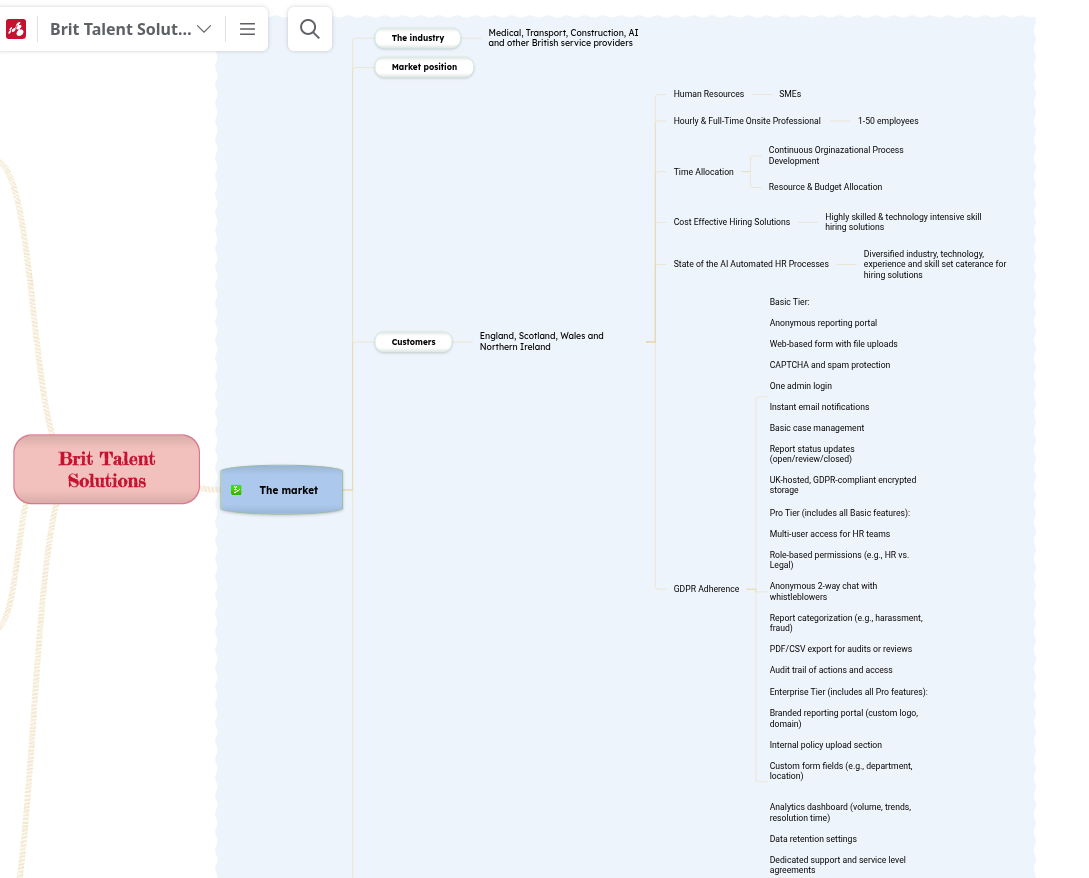 Brit Talent Solut...
The industry
Medical, Transport, Construction, AI
and other British service providers
Market position
Human Resources
SMEs
Hourly & Full-Time Onsite Professional
1-50 employees
Time Allocation
Continuous Orginazational Process
Development
Resource & Budget Allocation
Cost Effective Hiring Solutions
Highly skilled & technology intensive skill
hiring solutions
State of the AI Automated HR Processes
Diversified industry, technology,
experience and skill set caterance for
hiring solutions
Customers
England, Scotland, Wales and
Northern Ireland
Brit Talent
Solutions
The market
GDPR Adherence
Basic Tier:
Anonymous reporting portal
Web-based form with file uploads
CAPTCHA and spam protection
One admin login
Instant email notifications
Basic case management
Report status updates
(open/review/closed)
UK-hosted, GDPR-compliant encrypted
storage
Pro Tier (includes all Basic features):
Multi-user access for HR teams
Role-based permissions (e.g., HR vs.
Legal)
Anonymous 2-way chat with
whistleblowers
Report categorization (e.g., harassment,
fraud)
PDF/CSV export for audits or reviews
Audit trail of actions and access
Enterprise Tier (includes all Pro features):
Branded reporting portal (custom logo,
domain)
Internal policy upload section
Custom form fields (e.g., department,
location)
Analytics dashboard (volume, trends,
resolution time)
Data retention settings
Dedicated support and service level
agreements